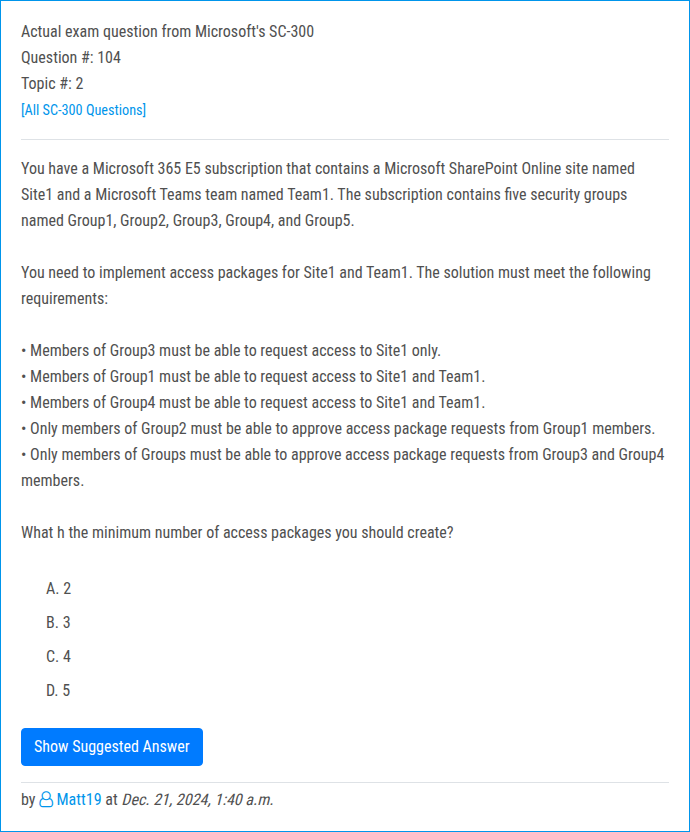 Actual exam question from Microsoft's SC-300
Question #: 104
Topic #: 2
[All SC-300 Questions]
You have a Microsoft 365 E5 subscription that contains a Microsoft SharePoint Online site named
Site1 and a Microsoft Teams team named Team1. The subscription contains five security groups
named Group1, Group2, Group3, Group4, and Group5.
You need to implement access packages for Site1 and Team1. The solution must meet the following
requirements:
• Members of Group3 must be able to request access to Site1 only.
• Members of Group1 must be able to request access to Site1 and Team1.
• Members of Group4 must be able to request access to Site1 and Team1.
• Only members of Group2 must be able to approve access package requests from Group1 members.
• Only members of Groups must be able to approve access package requests from Group3 and Group4
members.
What h the minimum number of access packages you should create?
A. 2
B. 3
C. 4
D. 5
Show Suggested Answer
by Matt19 at Dec. 21, 2024, 1:40 a.m.